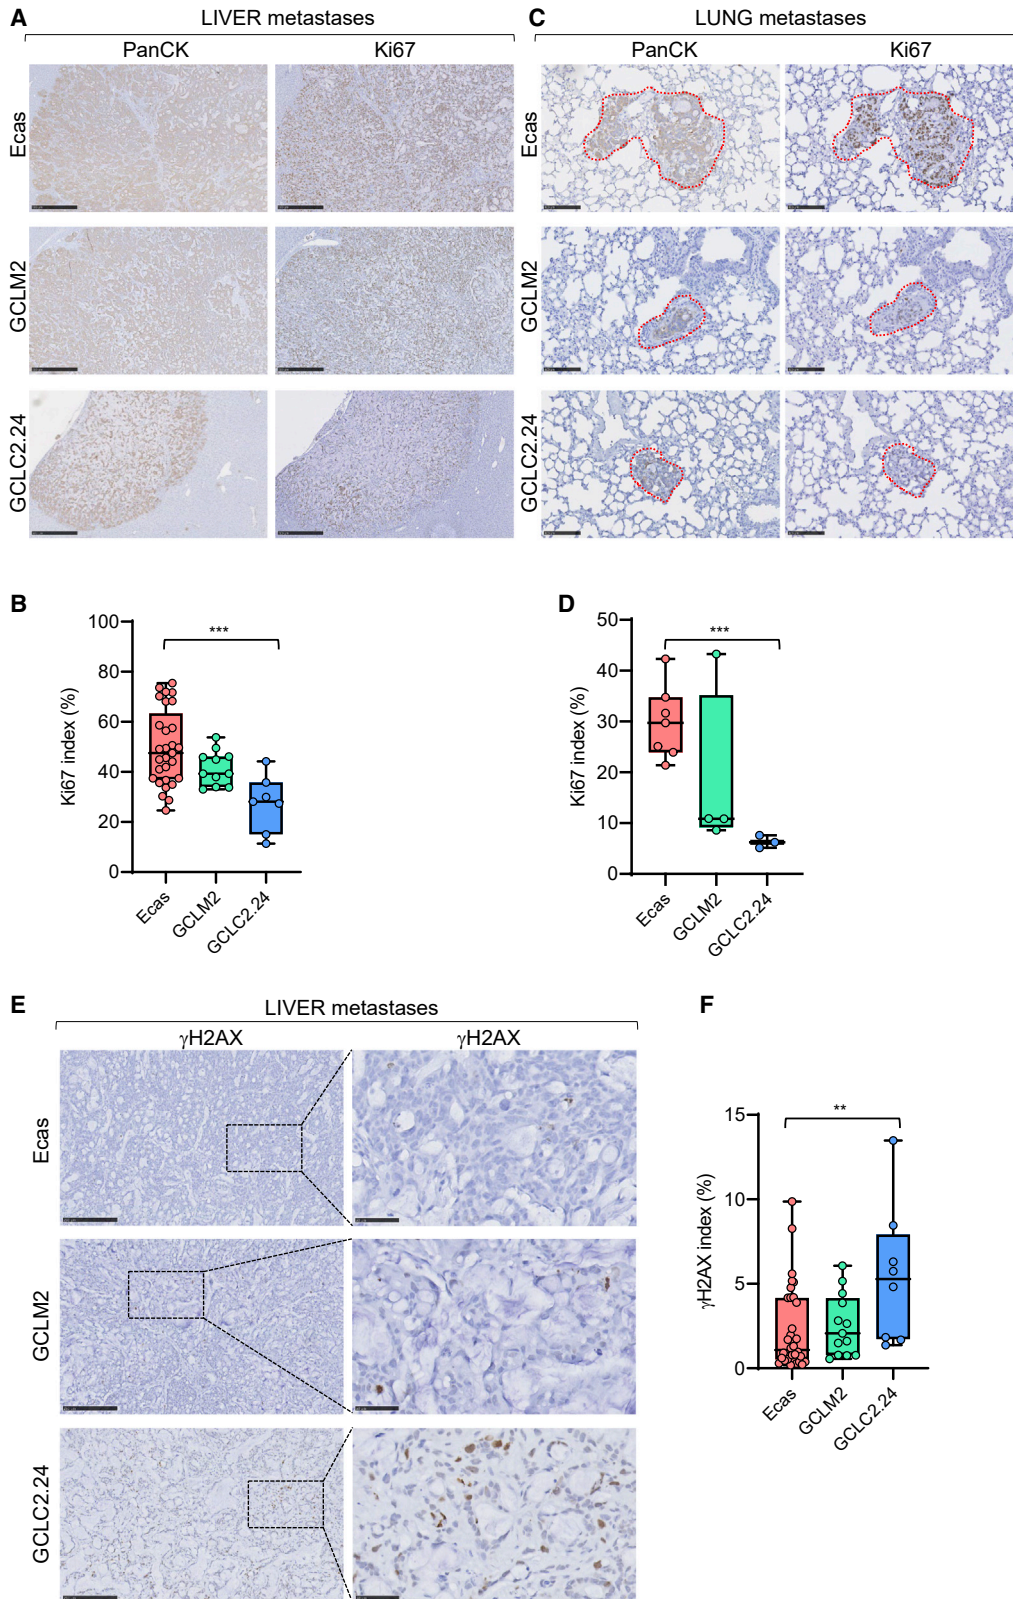 A
LIVER metastases
PanCK
Ki67
Ecas
GCLM2
GCLC2.24
C
LUNG metastases
PanCK
Ki67
Ecas
GCLM2
GCLC2.24
B
Ki67 index (%)
100
80
60
40
20
0
***
Ecas
GCLM2
GCLC2.24
D
Ki67 index (%)
50
40
30
20
10
0
***
Ecas
GCLM2
GCLC2.24
E
LIVER metastases
γH2AX
γH2AX
Ecas
GCLM2
GCLC2.24
F
γH2AX index (%)
15
10
5
0
**
Ecas
GCLM2
GCLC2.24